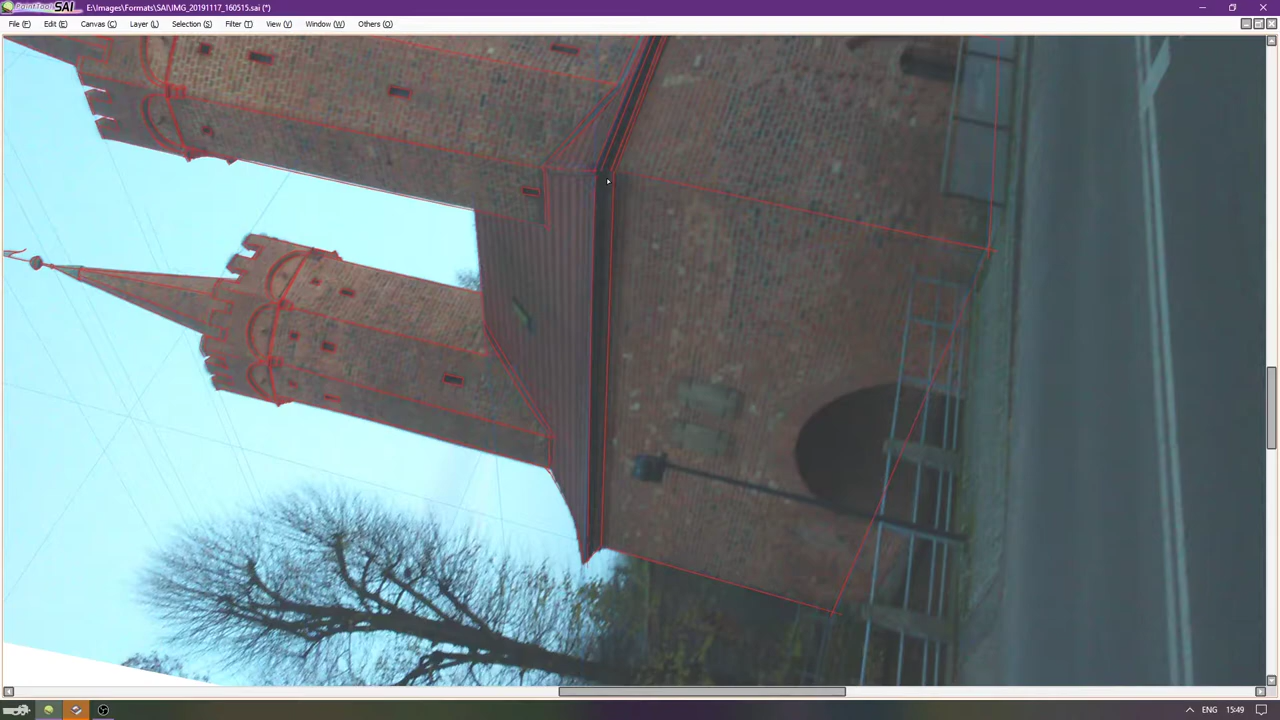 PaintTool SAI E:\Images\Formats\SAI\IMG_20191117_160515.sai (*)
File (F) Edit (E) Canvas (C) Layer (L) Selection (S) Filter (T) View (V) Window (W) Others (O)
ENG 15:49